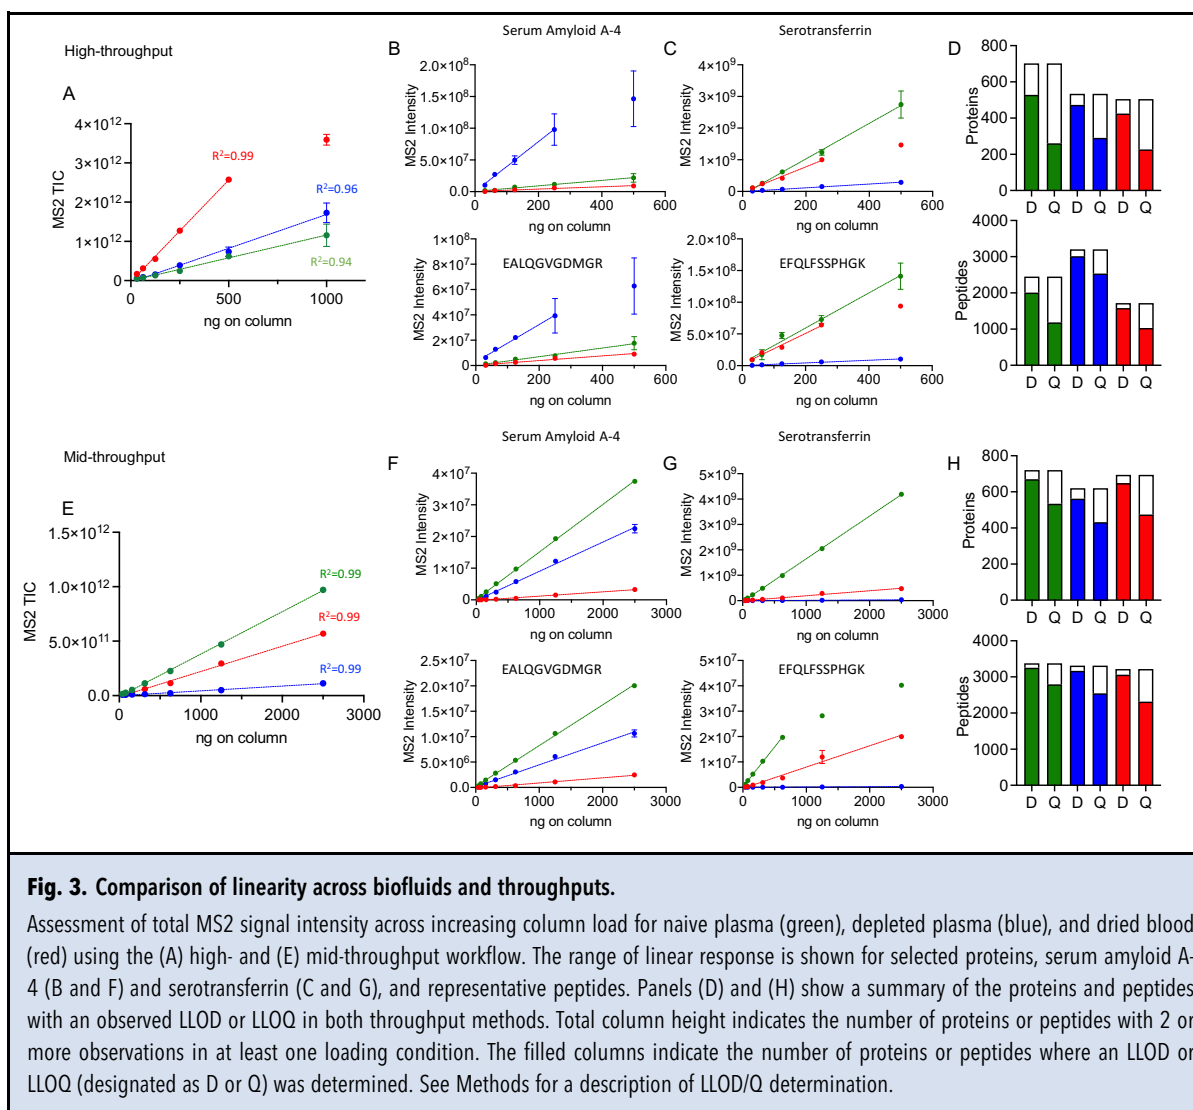 High-throughput
A
MS2 TIC
4×10¹²
3×10¹²
2×10¹²
1×10¹²
0
R²=0.99
R²=0.96
R²=0.94
0 500 1000
ng on column
Serum Amyloid A-4
B
MS2 Intensity
2.0×10⁸
1.5×10⁸
1.0×10⁸
5.0×10⁷
0.0
0 200 400 600
ng on column
EALQGVGDMGR
MS2 Intensity
1×10⁸
8×10⁷
6×10⁷
4×10⁷
2×10⁷
0
0 200 400 600
ng on column
Serotransferrin
C
MS2 Intensity
4×10⁹
3×10⁹
2×10⁹
1×10⁹
0
0 200 400 600
ng on column
EFQLFSSPHGK
MS2 Intensity
2.0×10⁸
1.5×10⁸
1.0×10⁸
5.0×10⁷
0.0
0 200 400 600
ng on column
D
Proteins
800
600
400
200
0
D Q D Q D Q
Peptides
4000
3000
2000
1000
0
D Q D Q D Q
Mid-throughput
E
MS2 TIC
1.5×10¹²
1.0×10¹²
5.0×10¹¹
0.0
R²=0.99
R²=0.99
R²=0.99
0 1000 2000 3000
ng on column
Serum Amyloid A-4
F
MS2 Intensity
4×10⁷
3×10⁷
2×10⁷
1×10⁷
0
0 1000 2000 3000
ng on column
EALQGVGDMGR
MS2 Intensity
2.5×10⁷
2.0×10⁷
1.5×10⁷
1.0×10⁷
5.0×10⁶
0.0
0 1000 2000 3000
ng on column
Serotransferrin
G
MS2 Intensity
5×10⁹
4×10⁹
3×10⁹
2×10⁹
1×10⁹
0
0 1000 2000 3000
ng on column
EFQLFSSPHGK
MS2 Intensity
5×10⁷
4×10⁷
3×10⁷
2×10⁷
1×10⁷
0
0 1000 2000 3000
ng on column
H
Proteins
800
600
400
200
0
D Q D Q D Q
Peptides
4000
3000
2000
1000
0
D Q D Q D Q
Fig. 3. Comparison of linearity across biofluids and throughputs.
Assessment of total MS2 signal intensity across increasing column load for naive plasma (green), depleted plasma (blue), and dried blood
(red) using the (A) high- and (E) mid-throughput workflow. The range of linear response is shown for selected proteins, serum amyloid A-
4 (B and F) and serotransferrin (C and G), and representative peptides. Panels (D) and (H) show a summary of the proteins and peptides
with an observed LLOD or LLOQ in both throughput methods. Total column height indicates the number of proteins or peptides with 2 or
more observations in at least one loading condition. The filled columns indicate the number of proteins or peptides where an LLOD or
LLOQ (designated as D or Q) was determined. See Methods for a description of LLOD/Q determination.